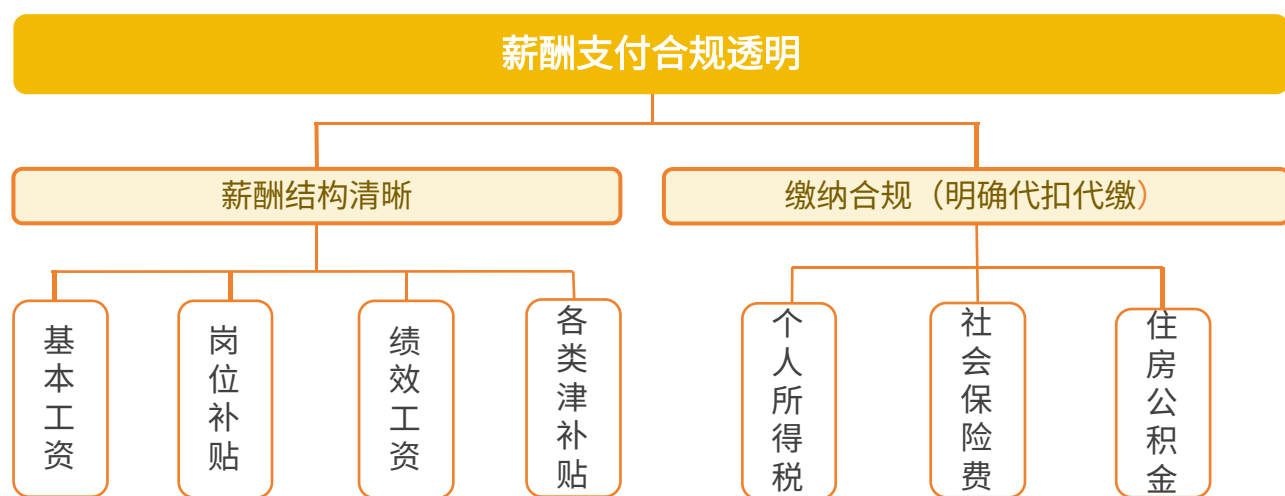 薪酬支付合规透明
薪酬结构清晰
缴纳合规（明确代扣代缴）
基本工资
岗位补贴
绩效工资
各类津补贴
个人所得税
社会保险费
住房公积金